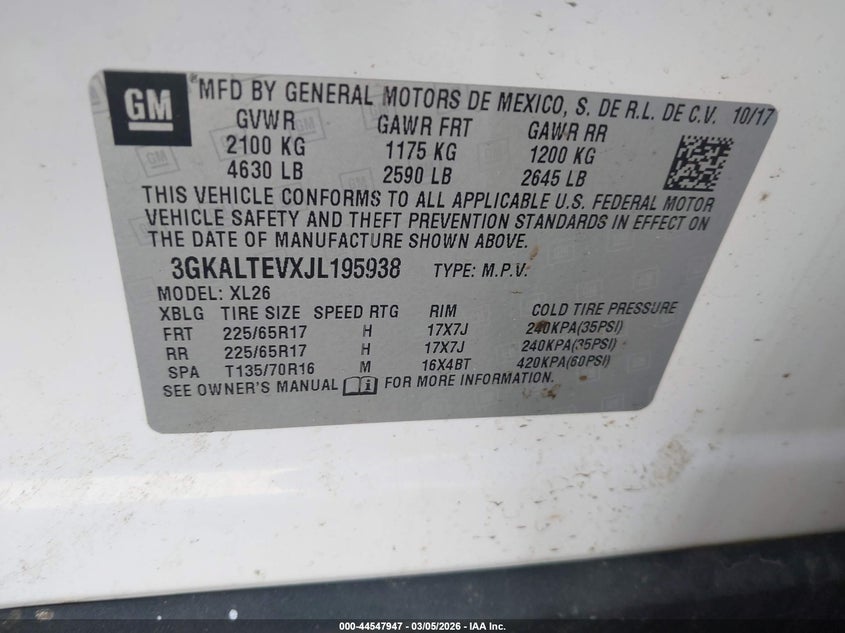 GM
MFD BY GENERAL MOTORS DE MEXICO, S. DE R.L. DE C.V. 10/17
GVWR GAWR FRT GAWR RR
2100 KG 1175 KG 1200 KG
4630 LB 2590 LB 2645 LB
THIS VEHICLE CONFORMS TO ALL APPLICABLE U.S. FEDERAL MOTOR
VEHICLE SAFETY AND THEFT PREVENTION STANDARDS IN EFFECT ON
THE DATE OF MANUFACTURE SHOWN ABOVE.
3GKALTEVXJL195938 TYPE: M.P.V.
MODEL: XL26
XBLG TIRE SIZE SPEED RTG RIM COLD TIRE PRESSURE
FRT 225/65R17 H 17X7J 240KPA(35PSI)
RR 225/65R17 H 17X7J 240KPA(35PSI)
SPA T135/70R16 M 16X4BT 420KPA(60PSI)
SEE OWNER'S MANUAL FOR MORE INFORMATION.
000-44547947 - 03/05/2026 - IAA Inc.